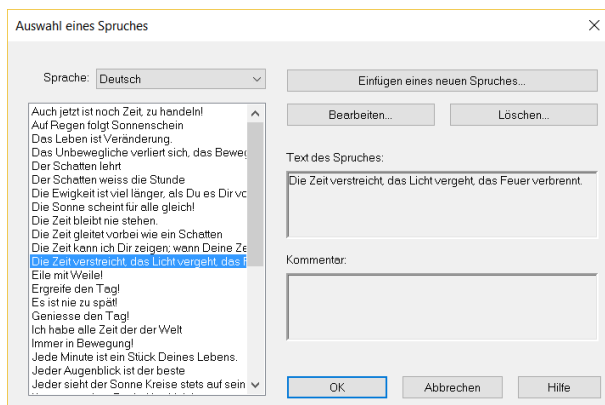 Auswahl eines Spruches
Sprache: Deutsch
Auch jetzt ist noch Zeit, zu handeln!
Auf Regen folgt Sonnenschein
Das Leben ist Veränderung.
Das Unbewegliche verliert sich, das Beweg
Der Schatten lehrt
Der Schatten weiss die Stunde
Die Ewigkeit ist viel länger, als Du es Dir vo
Die Sonne scheint für alle gleich!
Die Zeit bleibt nie stehen.
Die Zeit gleitet vorbei wie ein Schatten
Die Zeit kann ich Dir zeigen; wann Deine Ze
Die Zeit verstreicht, das Licht vergeht, das F
Eile mit Weile!
Ergreife den Tag!
Es ist nie zu spät!
Geniesse den Tag!
Ich habe alle Zeit der der Welt
Immer in Bewegung!
Jede Minute ist ein Stück Deines Lebens.
Jeder Augenblick ist der beste
Jeder sieht der Sonne Kreise stets auf sein
Einfügen eines neuen Spruches...
Bearbeiten... Löschen...
Text des Spruches:
Die Zeit verstreicht, das Licht vergeht, das Feuer verbrennt.
Kommentar:
OK Abbrechen Hilfe